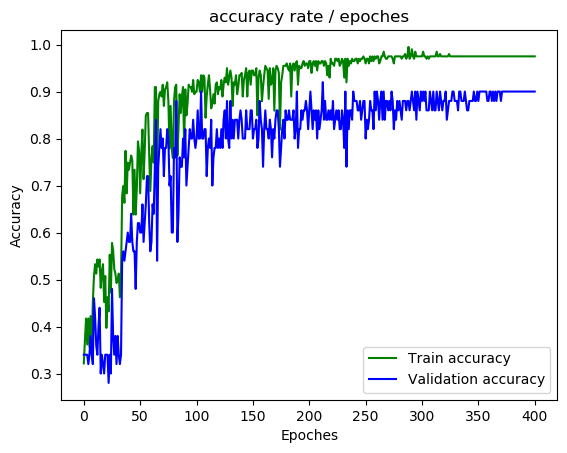 accuracy rate / epoches
1.0
0.9
0.8
0.7
0.6
0.5
0.4
0.3
Accuracy
0 50 100 150 200 250 300 350 400
Epoches
Train accuracy
Validation accuracy